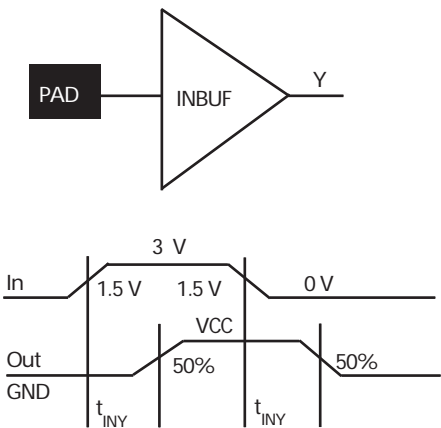 PAD
INBUF
Y
3 V
In
1.5 V
1.5 V
0 V
VCC
Out
50%
50%
GND
tINY
tINY